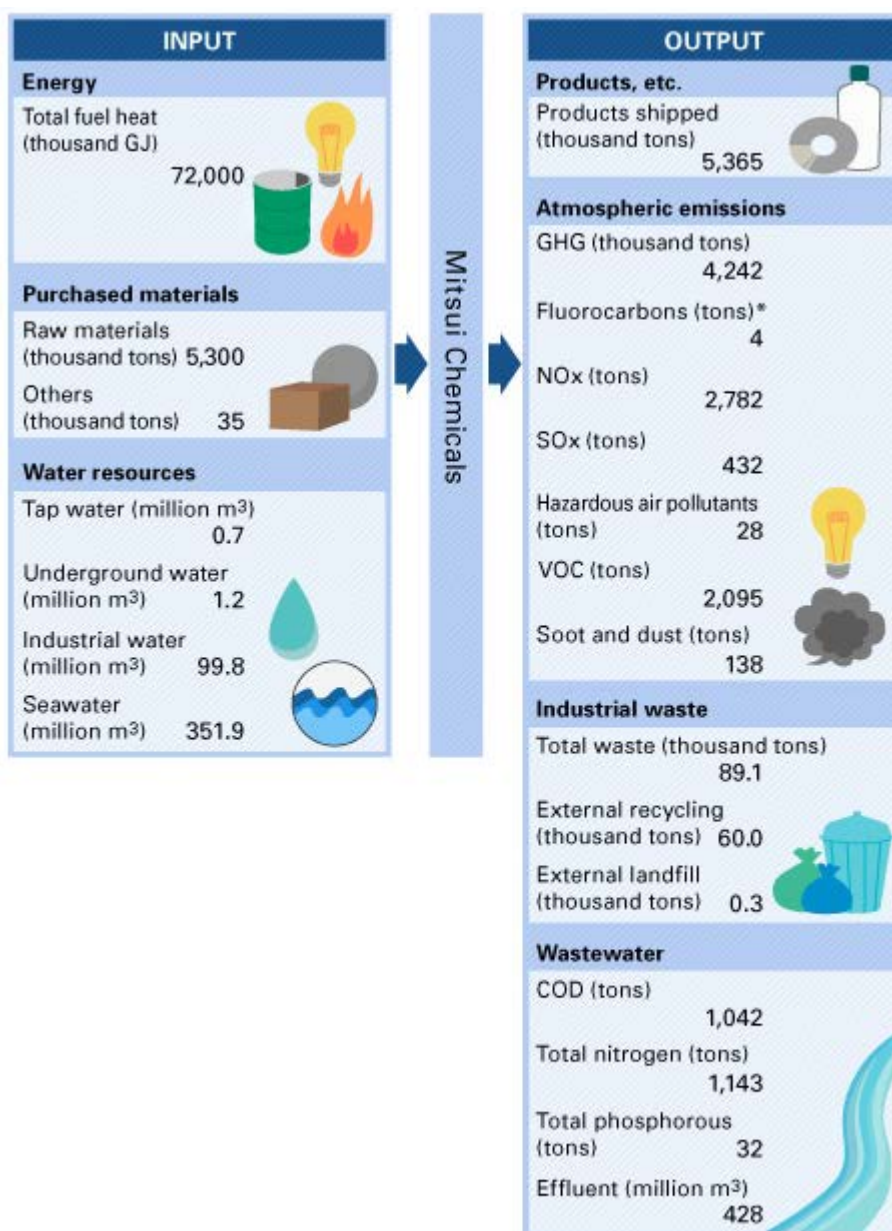 INPUT
Energy
Total fuel heat
(thousand GJ)
72,000
Purchased materials
Raw materials
(thousand tons) 5,300
Others
(thousand tons) 35
Water resources
Tap water (million m³)
0.7
Underground water
(million m³) 1.2
Industrial water
(million m³) 99.8
Seawater
(million m³) 351.9
Mitsui Chemicals
OUTPUT
Products, etc.
Products shipped
(thousand tons)
5,365
Atmospheric emissions
GHG (thousand tons)
4,242
Fluorocarbons (tons)*
4
NOx (tons)
2,782
SOx (tons)
432
Hazardous air pollutants
(tons) 28
VOC (tons)
2,095
Soot and dust (tons)
138
Industrial waste
Total waste (thousand tons)
89.1
External recycling
(thousand tons) 60.0
External landfill
(thousand tons) 0.3
Wastewater
COD (tons)
1,042
Total nitrogen (tons)
1,143
Total phosphorous
(tons) 32
Effluent (million m³)
428